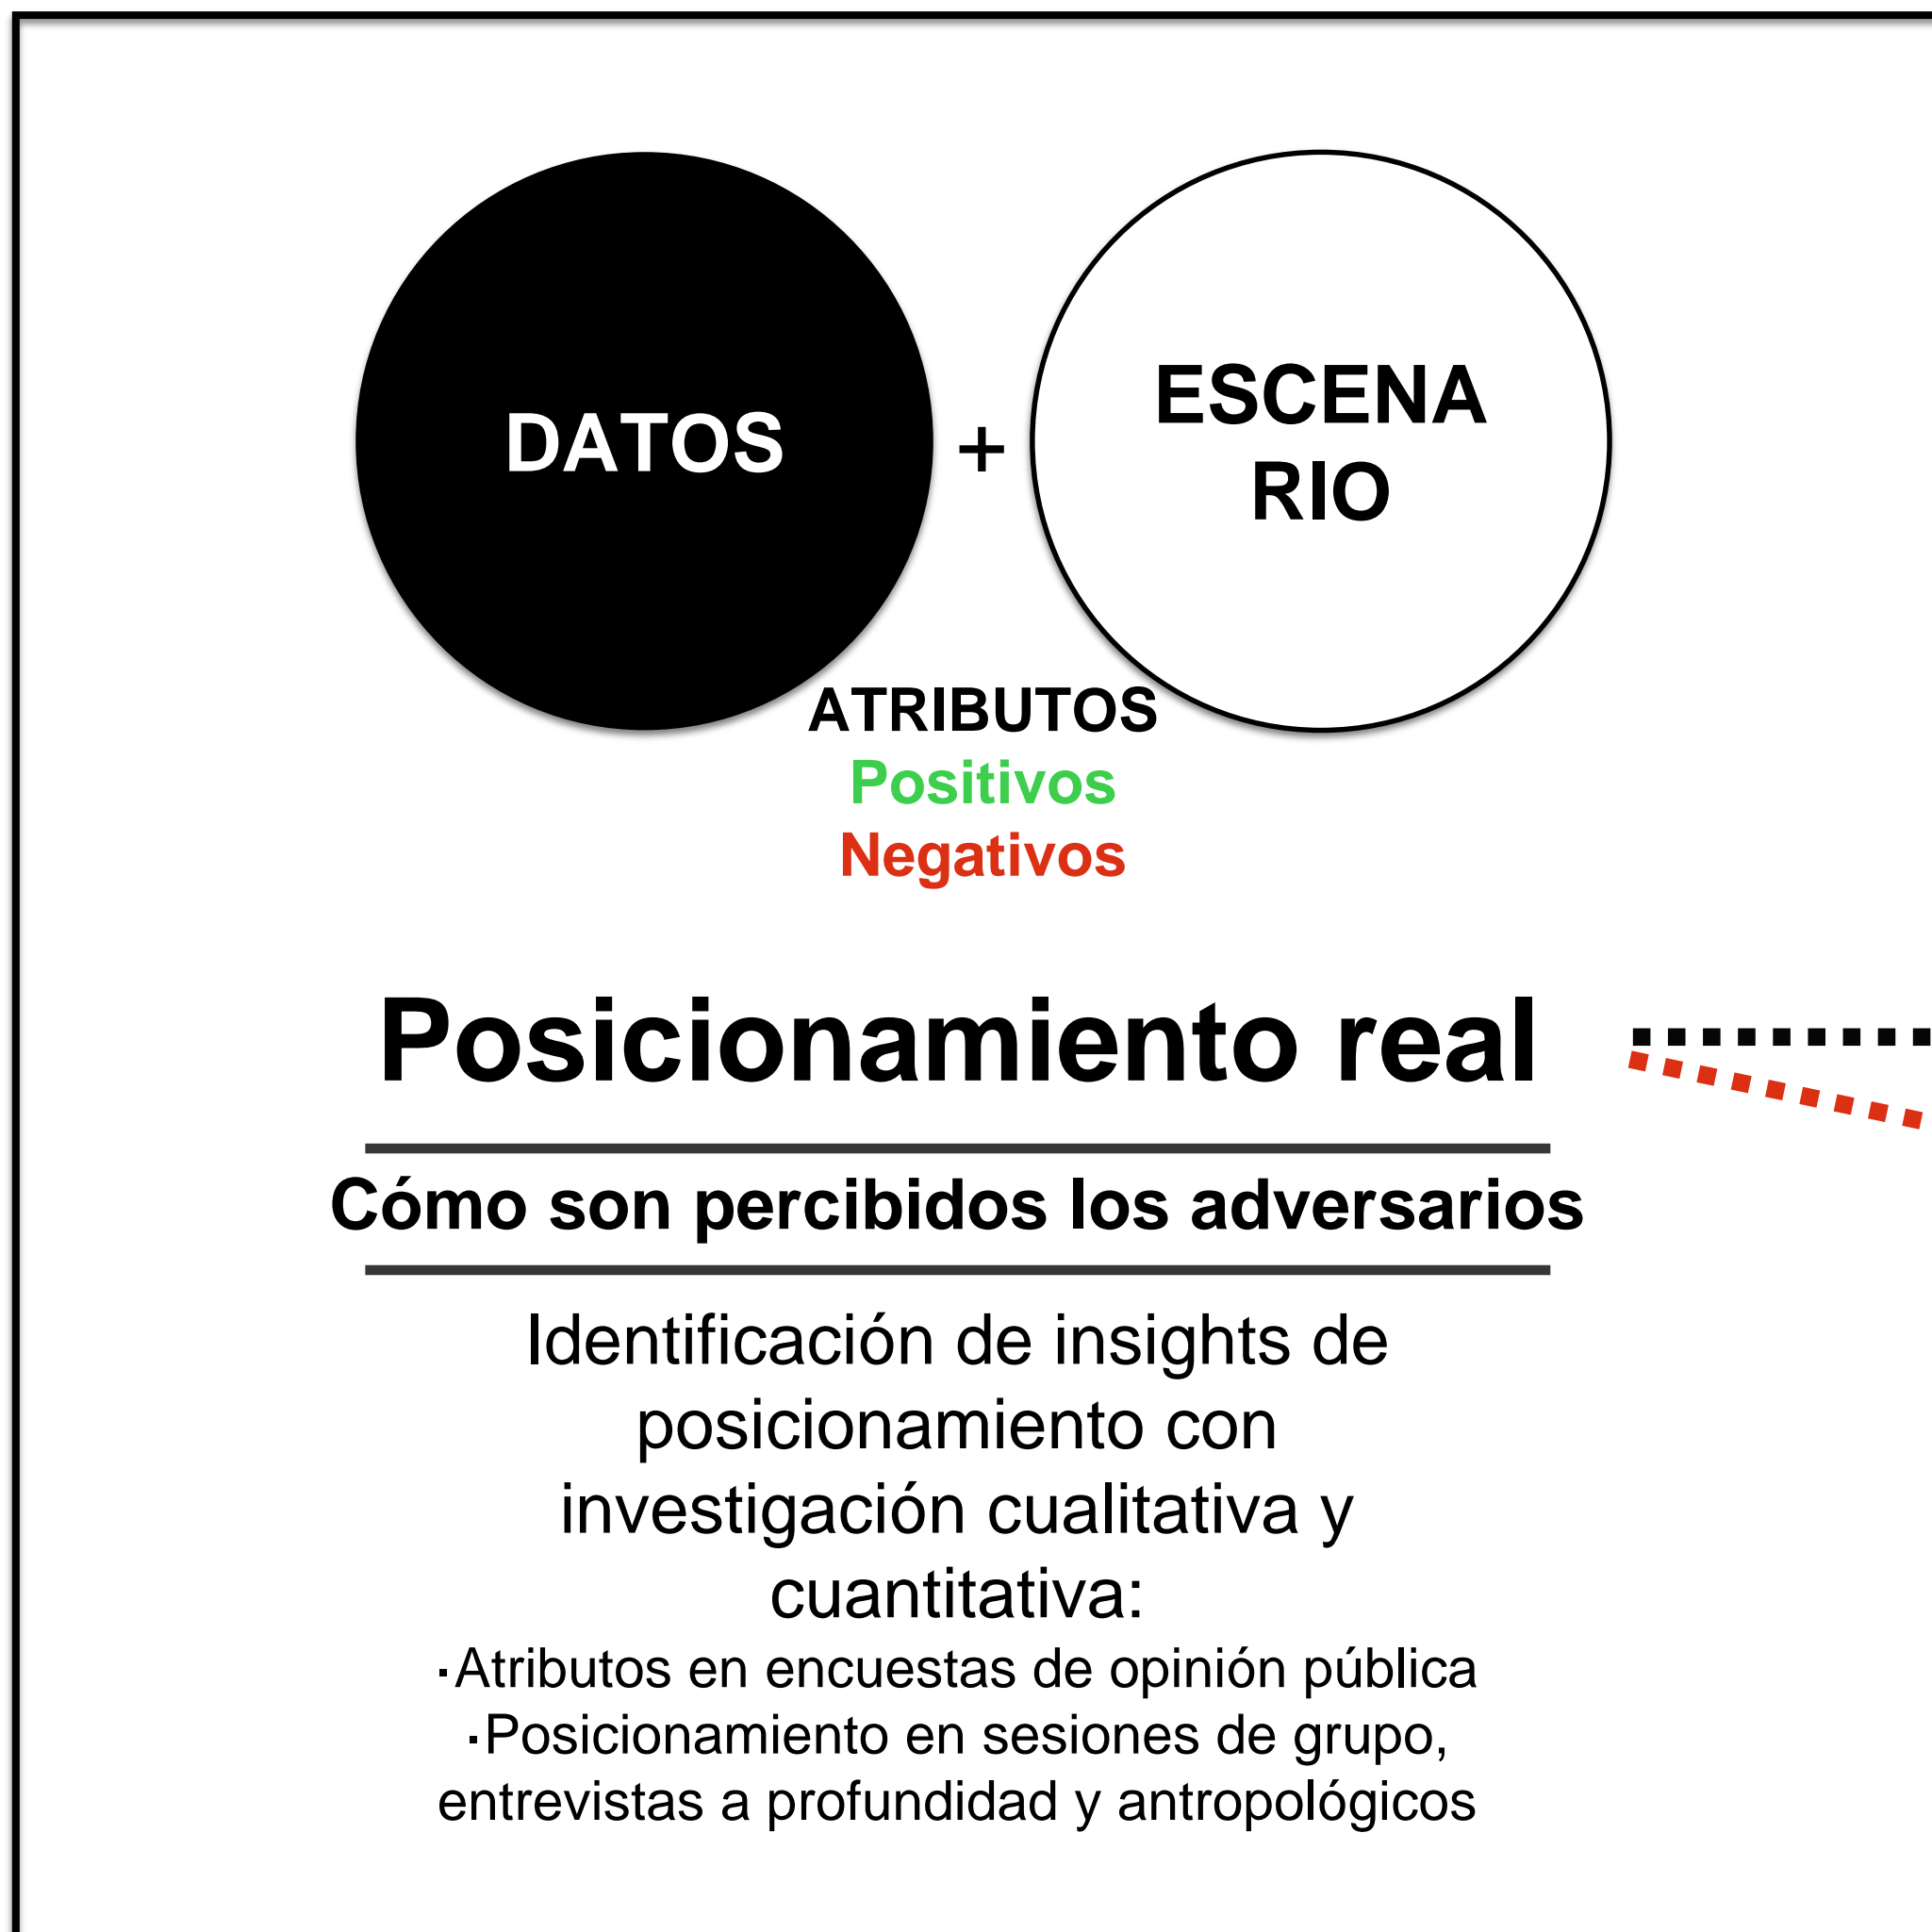 DATOS
+
ESCENA
RIO
ATRIBUTOS
Positivos
Negativos
Posicionamiento real
Cómo son percibidos los adversarios
Identificación de insights de
posicionamiento con
investigación cualitativa y
cuantitativa:
·Atributos en encuestas de opinión pública
·Posicionamiento en sesiones de grupo,
entrevistas a profundidad y antropológicos